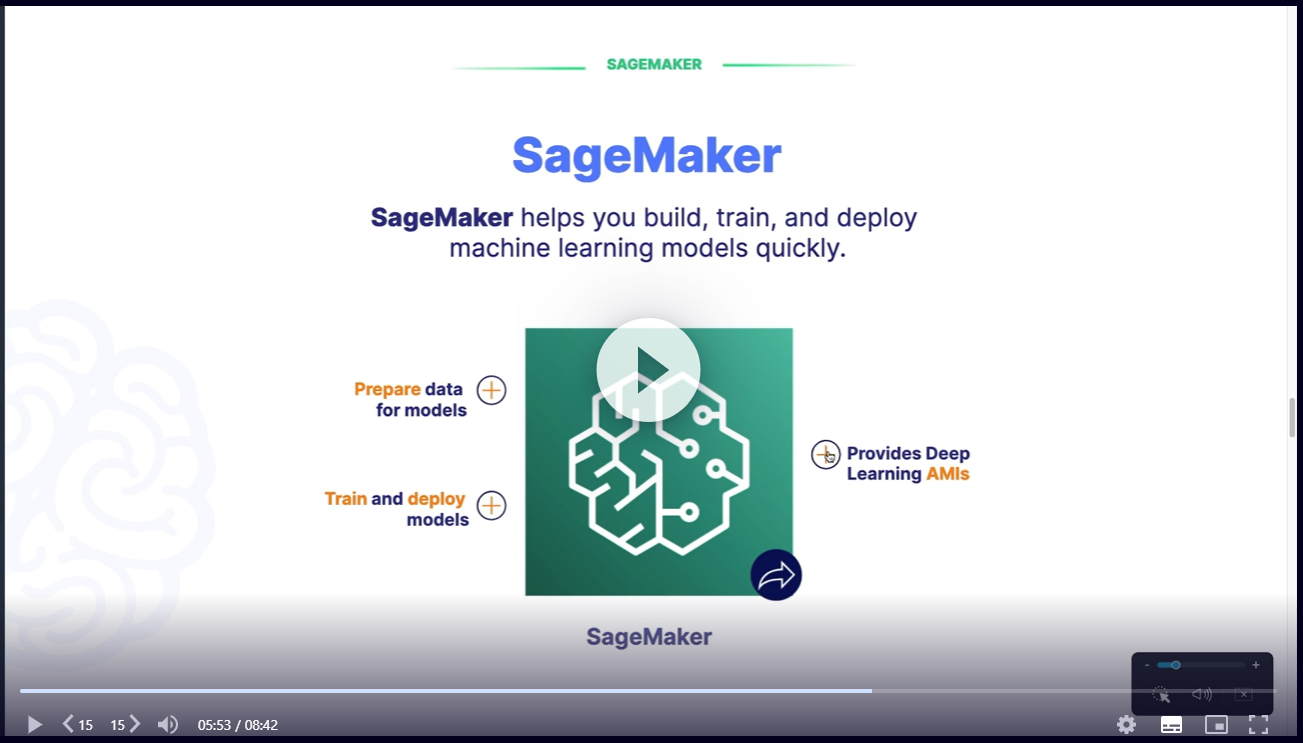 SAGEMAKER
SageMaker
SageMaker helps you build, train, and deploy
machine learning models quickly.
Prepare data
for models
Train and deploy
models
Provides Deep
Learning AMIs
SageMaker
- +
15 15 05:53 / 08:42